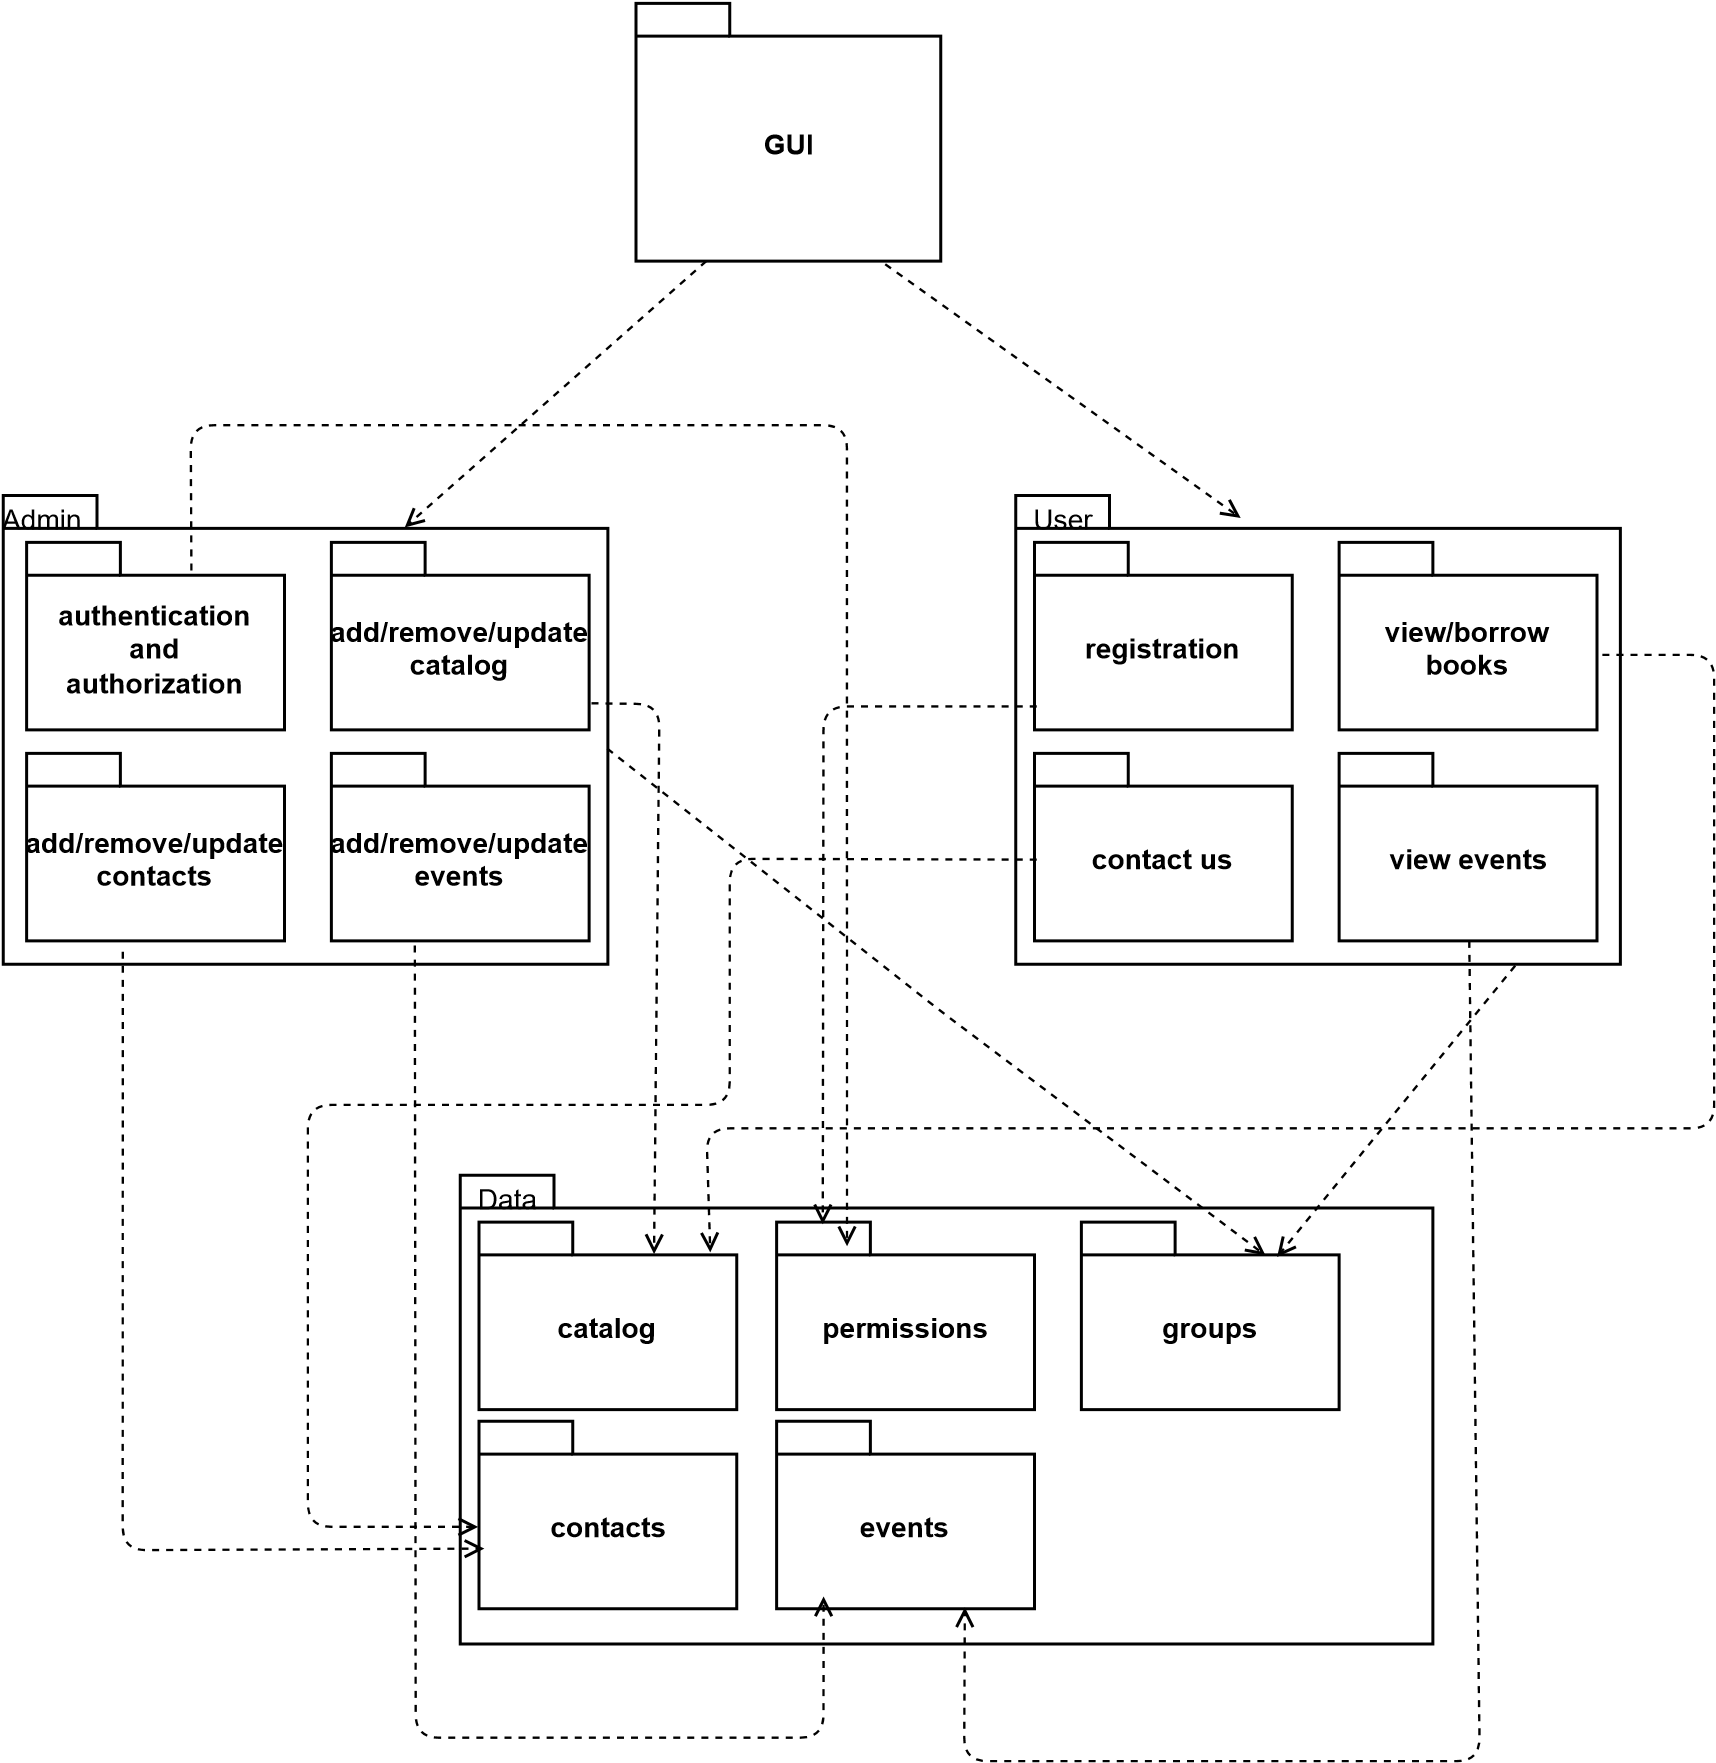 GUI
Admin
authentication
and
authorization
add/remove/update
catalog
add/remove/update
contacts
add/remove/update
events
User
registration
view/borrow
books
contact us
view events
Data
catalog
permissions
groups
contacts
events